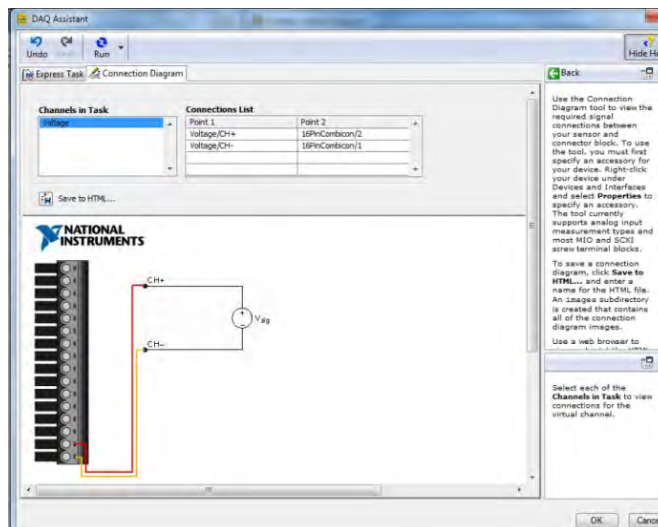 DAQ Assistant
Undo
Run
Hide He
Express Task
Connection Diagram
Channels in Task
Voltage
Connections List
Point 1 Point 2
Voltage/CH+ 16PinCombicon/2
Voltage/CH- 16PinCombicon/1
Save to HTML...
NATIONAL
INSTRUMENTS
CH+
Vsig
CH-
Back
Use the Connection
Diagram tool to view the
required signal
connections between
your sensor and
connector block. To use
the tool, you must first
specify an accessory for
your device. Right-click
your device under
Devices and Interfaces
and select Properties to
specify an accessory.
The tool currently
supports analog input
measurement types and
most MIO and SCXI
screw terminal blocks.
To save a connection
diagram, click Save to
HTML... and enter a
name for the HTML file.
An images subdirectory
is created that contains
all of the connection
diagram images.
Use a web browser to
Select each of the
Channels in Task to view
connections for the
virtual channel.
OK
Cance